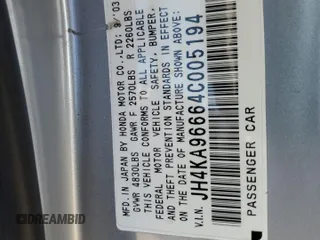 MFD. IN JAPAN BY HONDA MOTOR CO., LTD: 9/03
GVWR 4830LBS GAWR F 2570LBS R 2260LBS
THIS VEHICLE CONFORMS TO ALL APPLICABLE
FEDERAL MOTOR VEHICLE SAFETY, BUMPER,
AND THEFT PREVENTION STANDARDS IN EFFECT
ON THE DATE OF MANUFACTURE SHOWN ABOVE.
V.I.N. JH4KA96664C005194
PASSENGER CAR